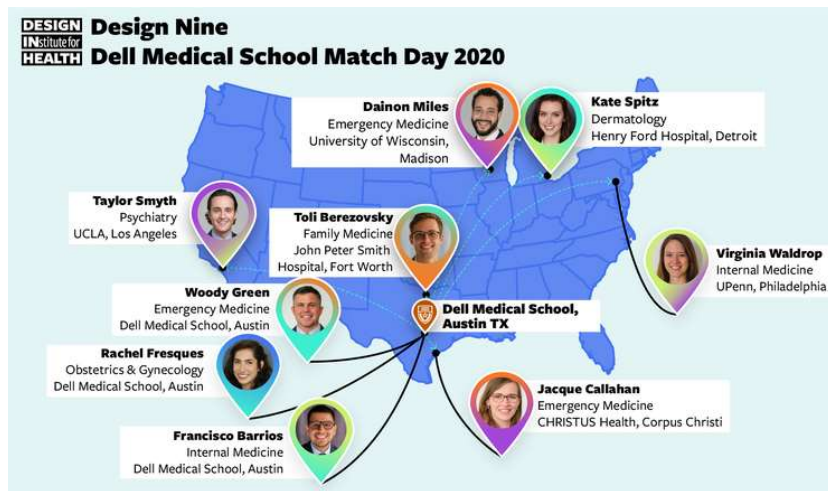 DESIGN
INstitute for
HEALTH
Design Nine
Dell Medical School Match Day 2020
Dainon Miles
Emergency Medicine
University of Wisconsin,
Madison
Kate Spitz
Dermatology
Henry Ford Hospital, Detroit
Taylor Smyth
Psychiatry
UCLA, Los Angeles
Toli Berezovsky
Family Medicine
John Peter Smith
Hospital, Fort Worth
Virginia Waldrop
Internal Medicine
UPenn, Philadelphia
Woody Green
Emergency Medicine
Dell Medical School, Austin
Dell Medical School,
Austin TX
Rachel Fresques
Obstetrics & Gynecology
Dell Medical School, Austin
Jacque Callahan
Emergency Medicine
CHRISTUS Health, Corpus Christi
Francisco Barrios
Internal Medicine
Dell Medical School, Austin